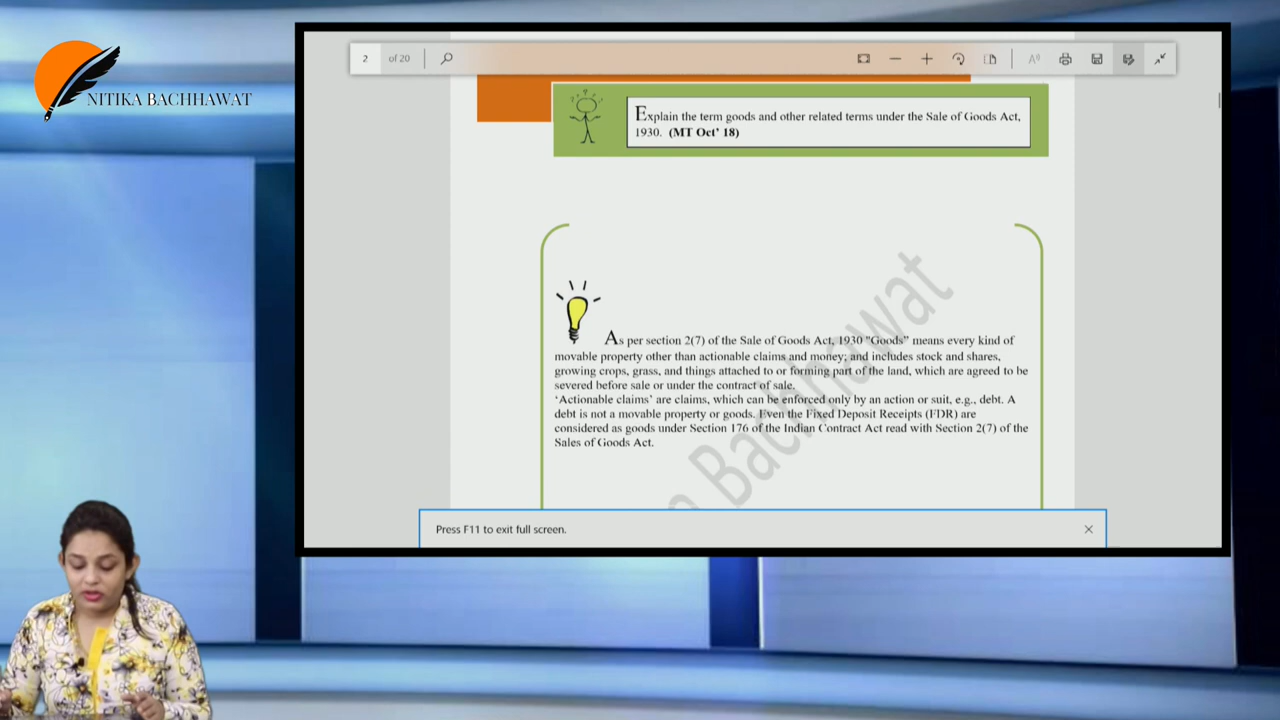 NITIKA BACHHAWAT
2 of 20
Explain the term goods and other related terms under the Sale of Goods Act,
1930. (MT Oct' 18)
As per section 2(7) of the Sale of Goods Act, 1930 "Goods" means every kind of
movable property other than actionable claims and money; and includes stock and shares,
growing crops, grass, and things attached to or forming part of the land, which are agreed to be
severed before sale or under the contract of sale.
'Actionable claims' are claims, which can be enforced only by an action or suit, e.g., debt. A
debt is not a movable property or goods. Even the Fixed Deposit Receipts (FDR) are
considered as goods under Section 176 of the Indian Contract Act read with Section 2(7) of the
Sales of Goods Act.
Bachhawat
Press F11 to exit full screen.